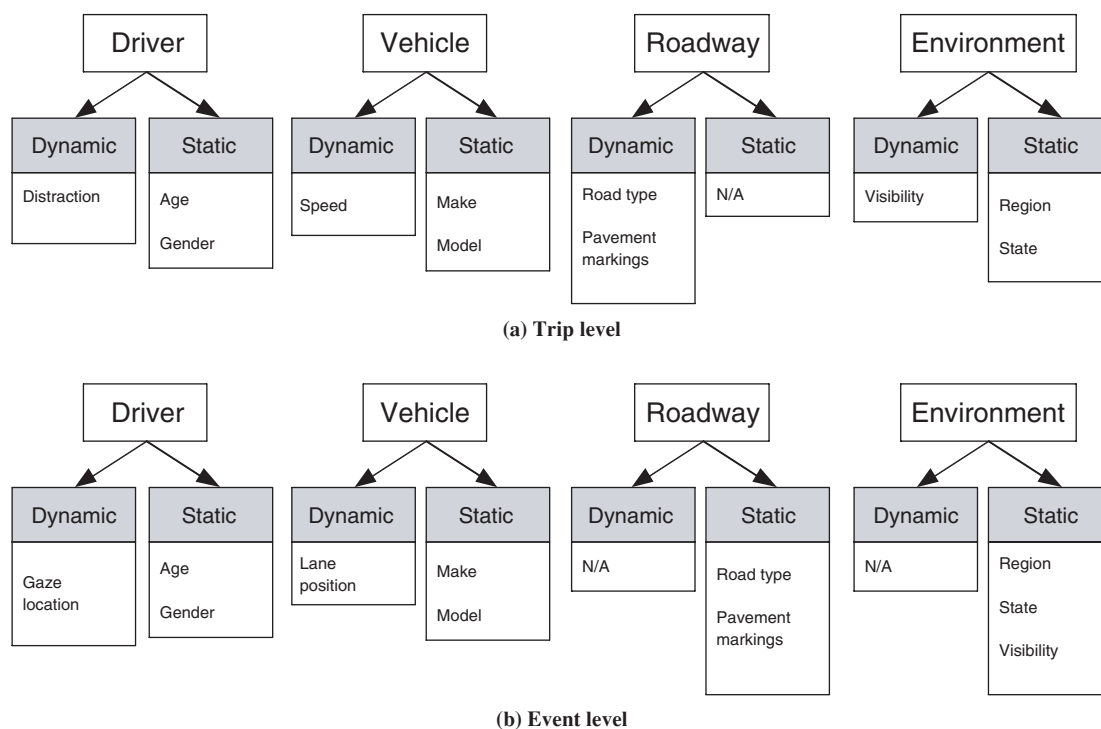 Driver
Vehicle
Roadway
Environment
Dynamic
Static
Dynamic
Static
Dynamic
Static
Dynamic
Static
Distraction
Age
Gender
Speed
Make
Model
Road type
Pavement
markings
N/A
Visibility
Region
State
(a) Trip level
Driver
Vehicle
Roadway
Environment
Dynamic
Static
Dynamic
Static
Dynamic
Static
Dynamic
Static
Gaze
location
Age
Gender
Lane
position
Make
Model
N/A
Road type
Pavement
markings
N/A
Region
State
Visibility
(b) Event level